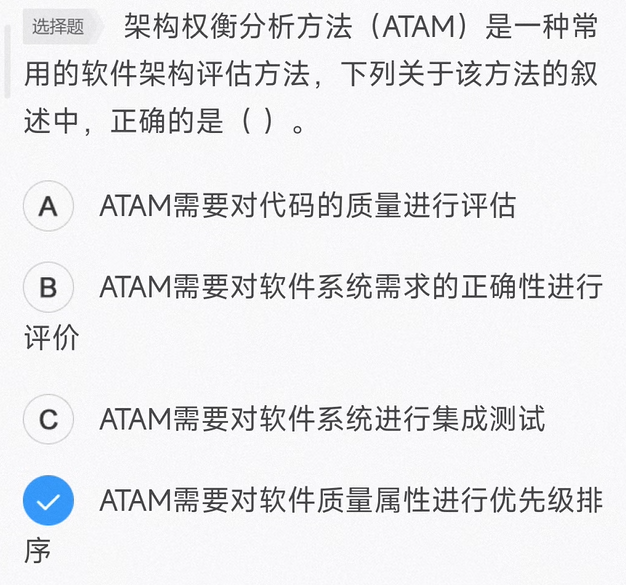 选择题 架构权衡分析方法（ATAM）是一种常
用的软件架构评估方法，下列关于该方法的叙
述中，正确的是（ ）。
A ATAM需要对代码的质量进行评估
B ATAM需要对软件系统需求的正确性进行
评价
C ATAM需要对软件系统进行集成测试
ATAM需要对软件质量属性进行优先级排
序